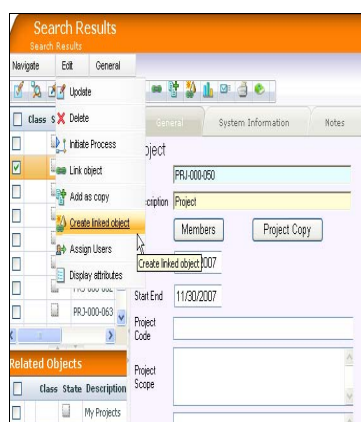 Search Results
Search Results
Navigate Edit General
Update
Class S Delete
General System Information Notes
Initiate Process
Link object
PRJ-000-050
Add as copy
Project
Create linked object
Members Project Copy
Assign Users
Create linked object
Display attributes
Start End 11/30/2007
PRJ-000-063
Project
Code
Related Objects
Project
Scope
Class State Description
My Projects